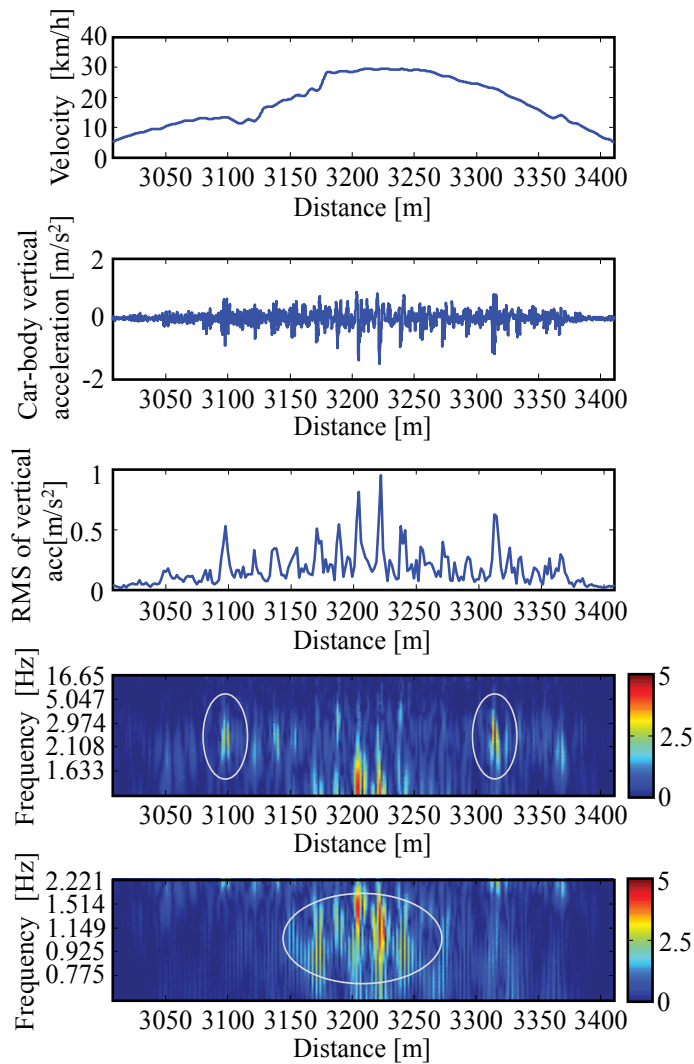 Velocity [km/h]
40
30
20
10
0
3050 3100 3150 3200 3250 3300 3350 3400
Distance [m]
Car-body vertical
acceleration [m/s²]
2
0
-2
3050 3100 3150 3200 3250 3300 3350 3400
Distance [m]
RMS of vertical
acc[m/s²]
1
0.5
0
3050 3100 3150 3200 3250 3300 3350 3400
Distance [m]
Frequency [Hz]
16.65
5.047
2.974
2.108
1.633
5
2.5
0
3050 3100 3150 3200 3250 3300 3350 3400
Distance [m]
Frequency [Hz]
2.221
1.514
1.149
0.925
0.775
5
2.5
0
3050 3100 3150 3200 3250 3300 3350 3400
Distance [m]